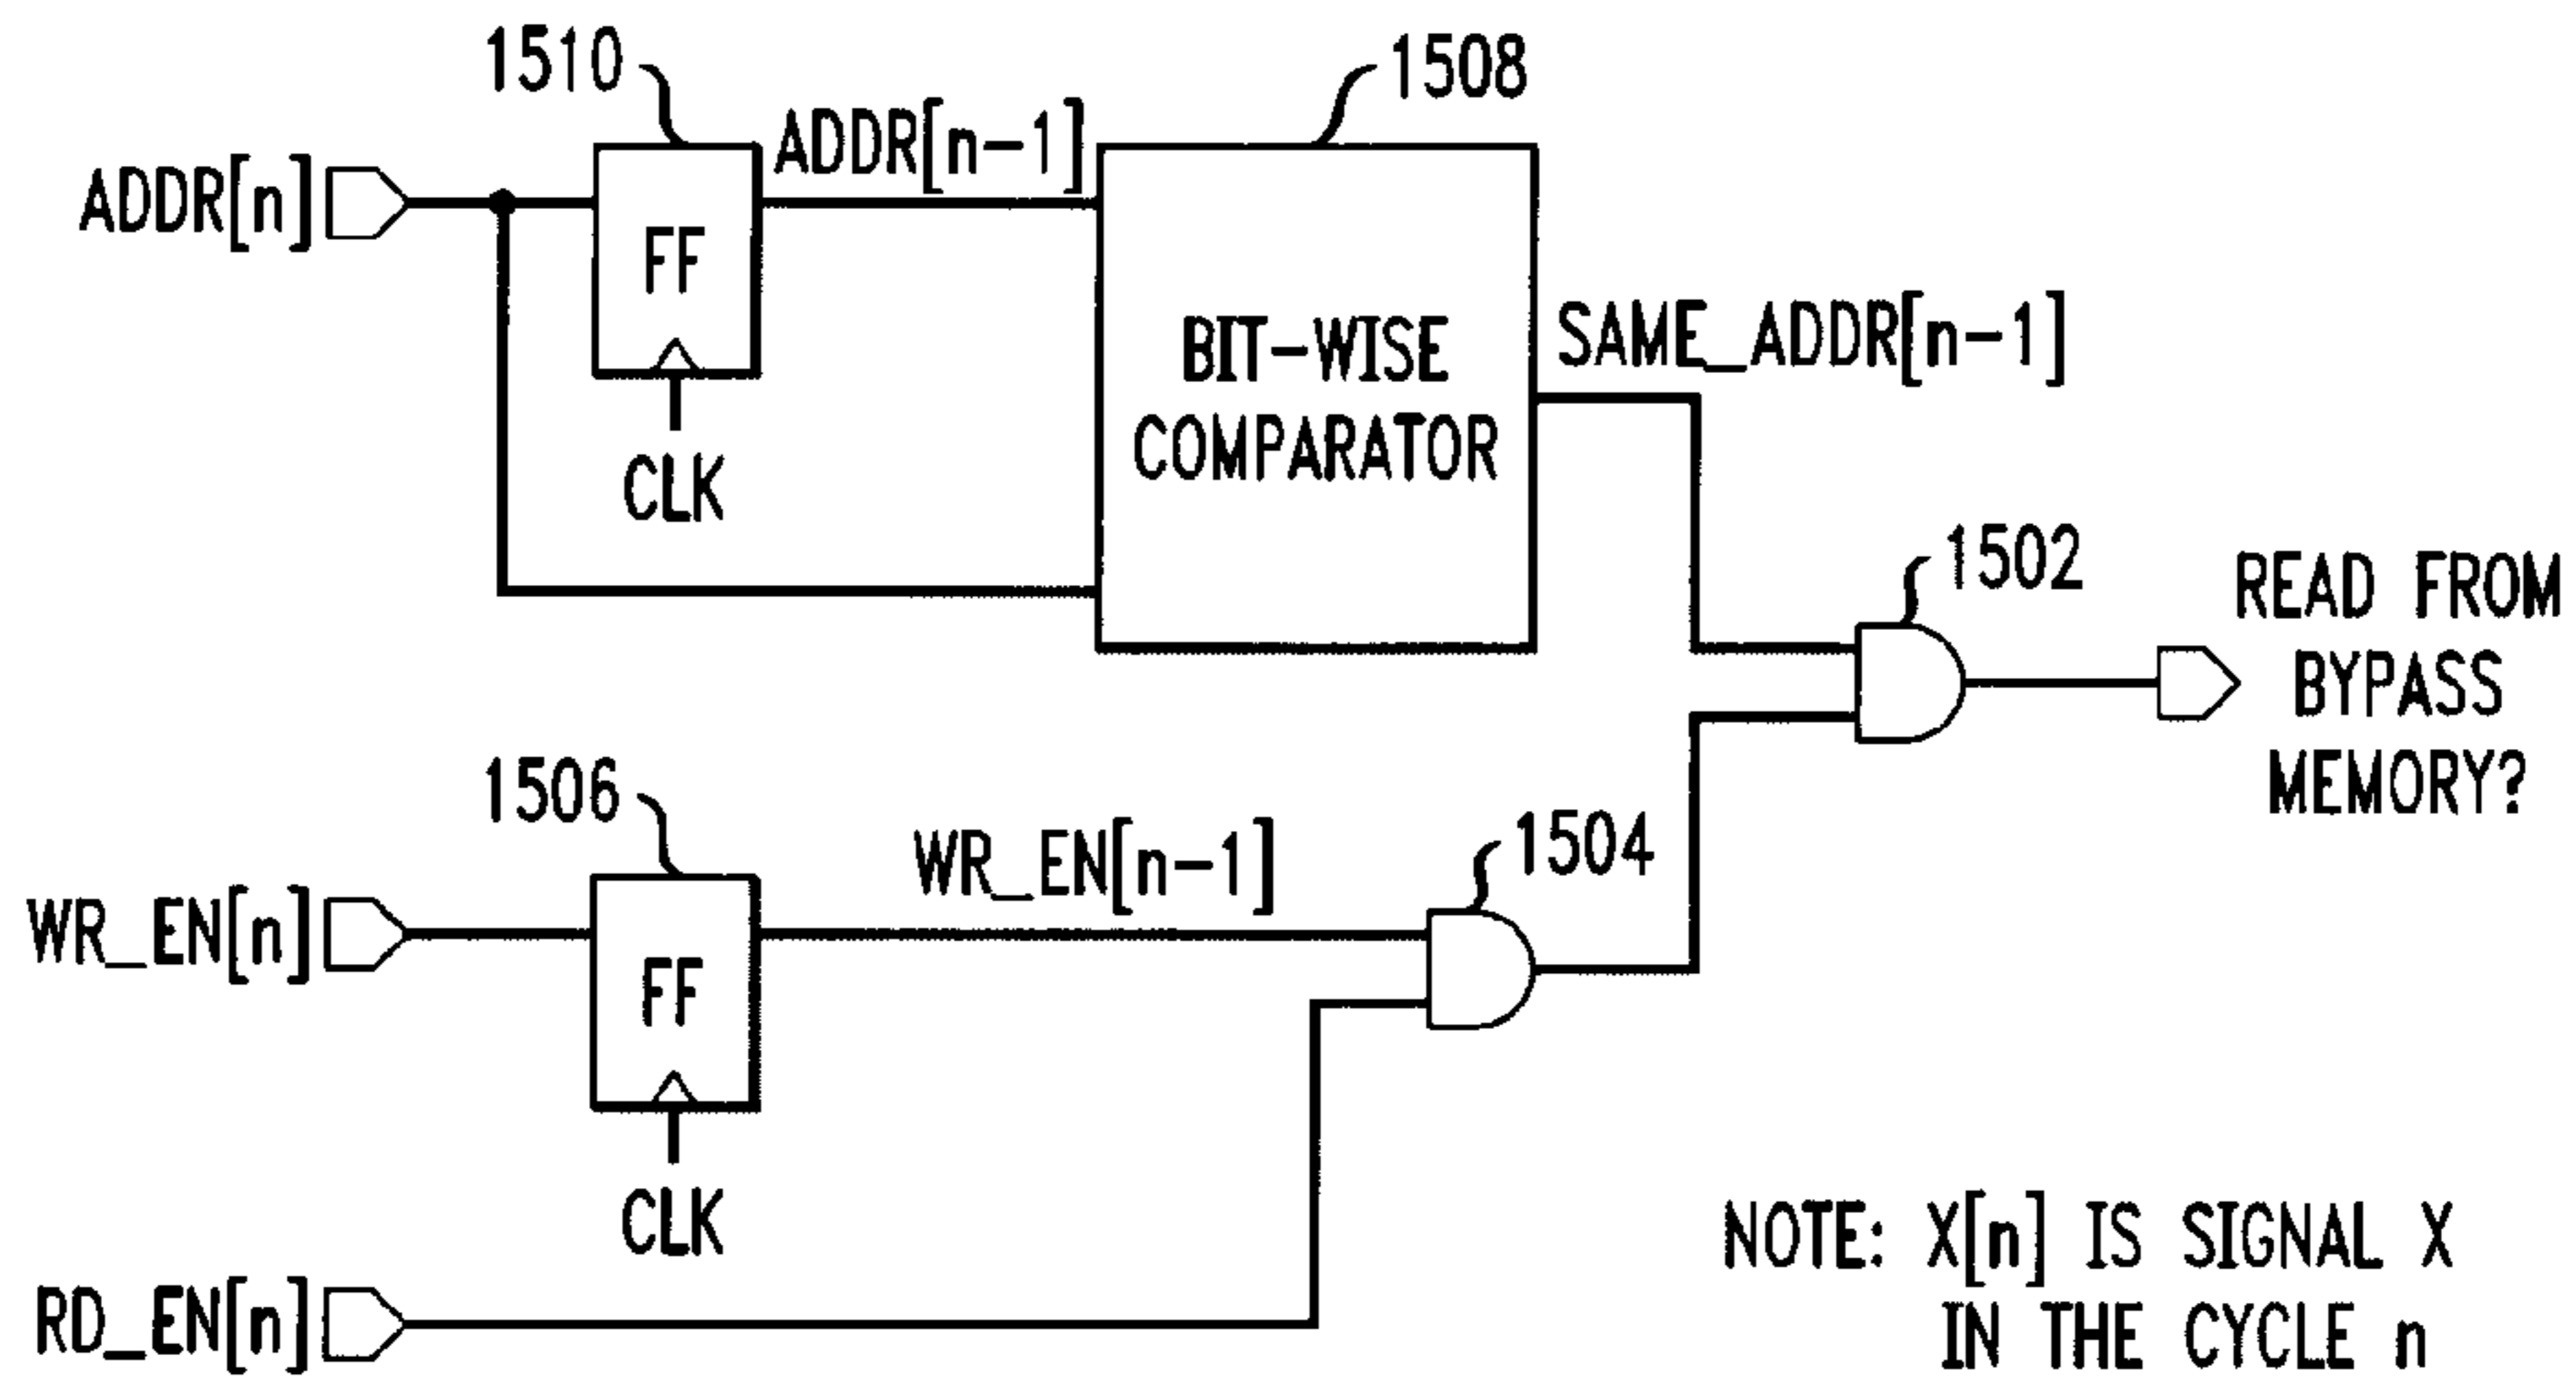 1510
1508
ADDR[n-1]
ADDR[n]
FF
CLK
BIT-WISE
COMPARATOR
SAME_ADDR[n-1]
1502
READ FROM
BYPASS
MEMORY?
1506
WR_EN[n-1]
1504
WR_EN[n]
FF
CLK
RD_EN[n]
NOTE: X[n] IS SIGNAL X
IN THE CYCLE n